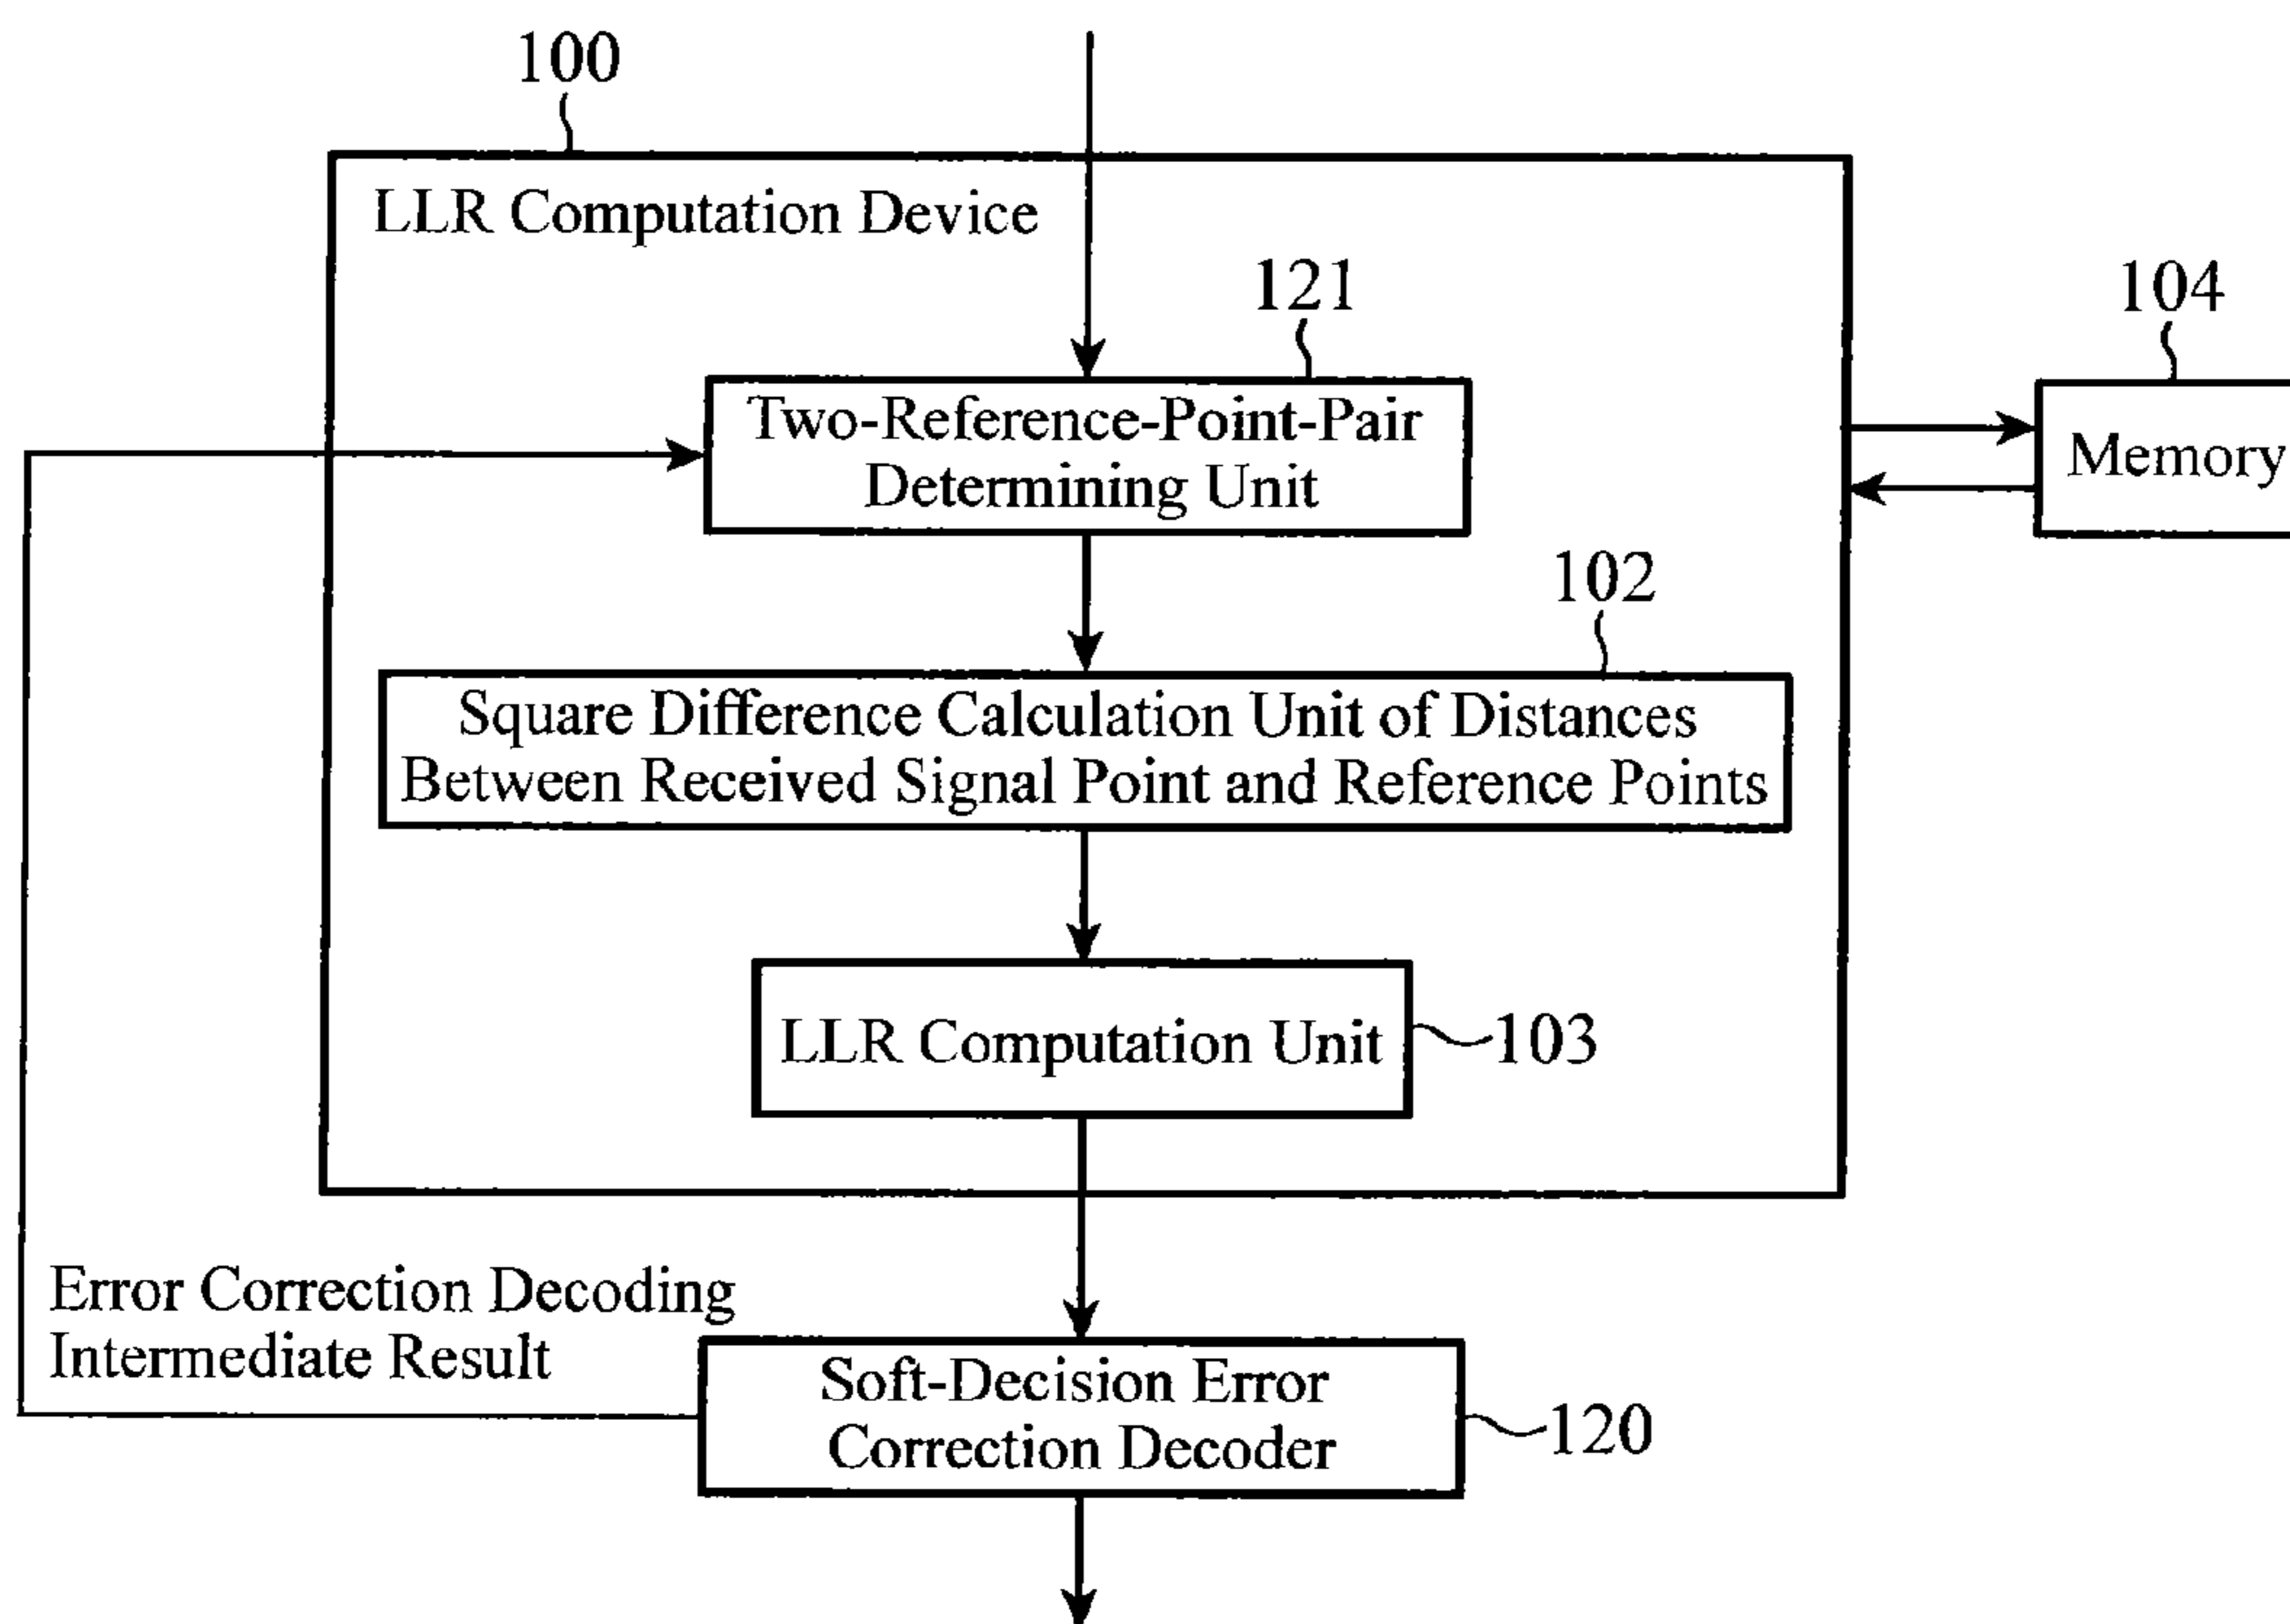 100
LLR Computation Device
121
104
Two-Reference-Point-Pair
Determining Unit
Memory
102
Square Difference Calculation Unit of Distances
Between Received Signal Point and Reference Points
LLR Computation Unit
103
Error Correction Decoding
Intermediate Result
Soft-Decision Error
Correction Decoder
120